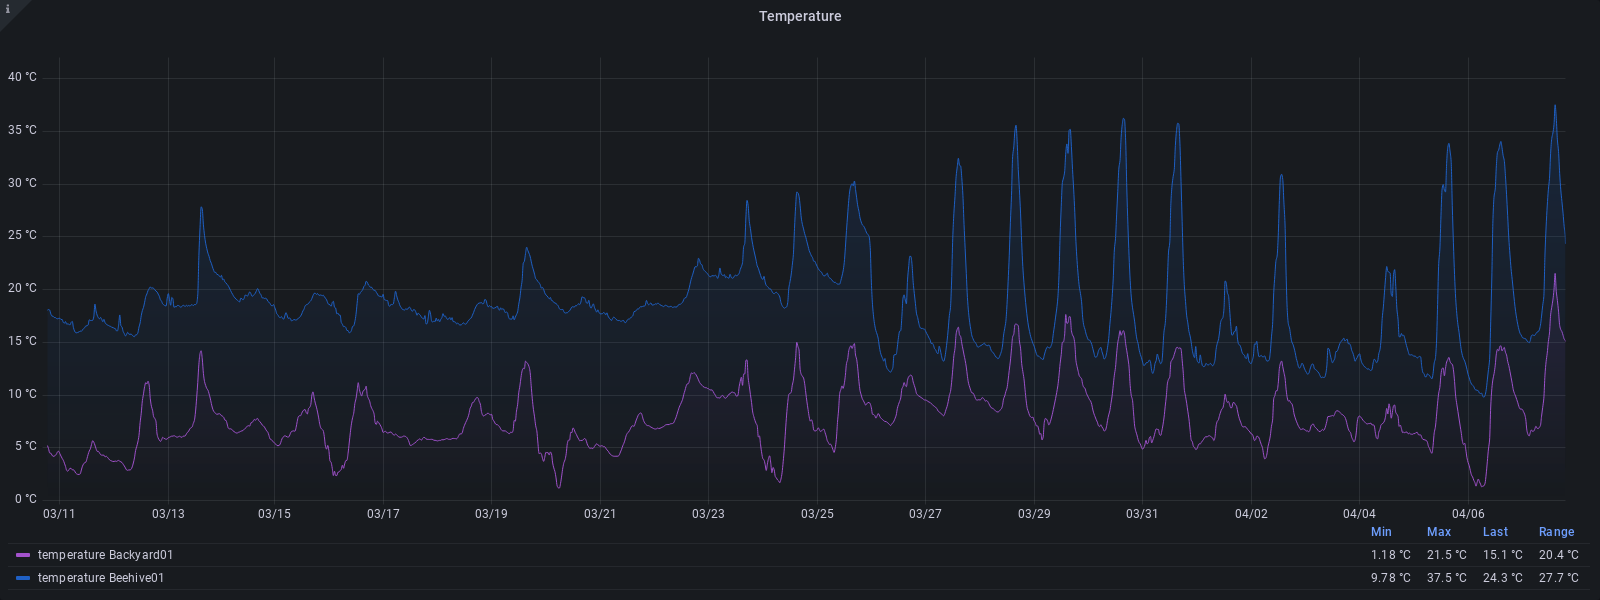 i
Temperature
40 °C
35 °C
30 °C
25 °C
20 °C
15 °C
10 °C
5 °C
0 °C
03/11 03/13 03/15 03/17 03/19 03/21 03/23 03/25 03/27 03/29 03/31 04/02 04/04 04/06
Min Max Last Range
temperature Backyard01 1.18 °C 21.5 °C 15.1 °C 20.4 °C
temperature Beehive01 9.78 °C 37.5 °C 24.3 °C 27.7 °C